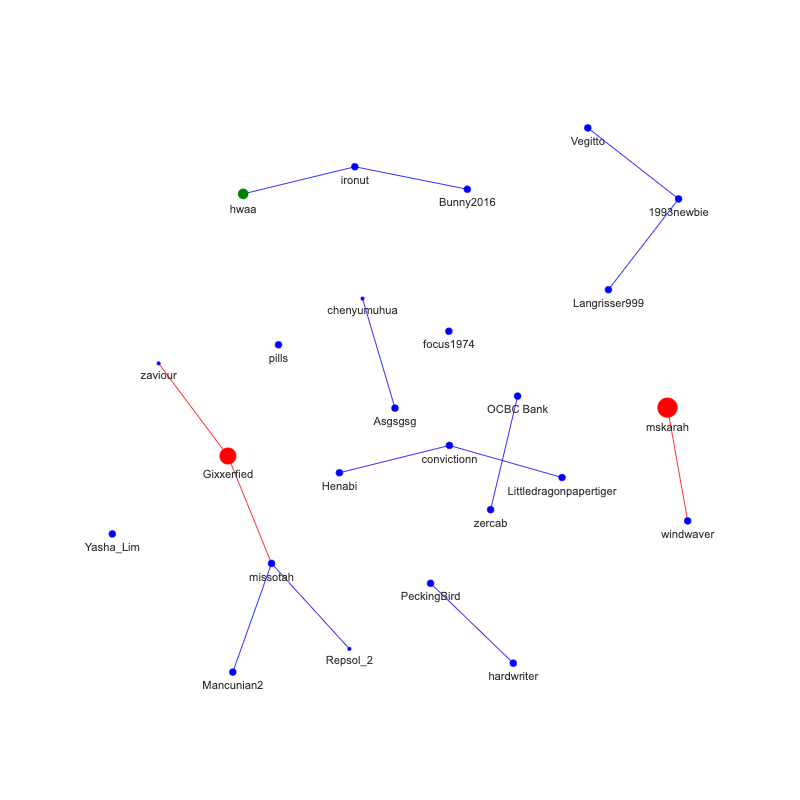 Vegitto
ironut
Bunny2016
hwaa
1993newbie
Langrisser999
chenyumuhua
focus1974
pills
zaviour
OCBC Bank
Asgsgsg
mskarah
convictionn
Gixxerfied
Henabi
Littledragonpapertiger
zercab
windwaver
Yasha_Lim
missotah
PeckingBird
Repsol_2
hardwriter
Mancunian2